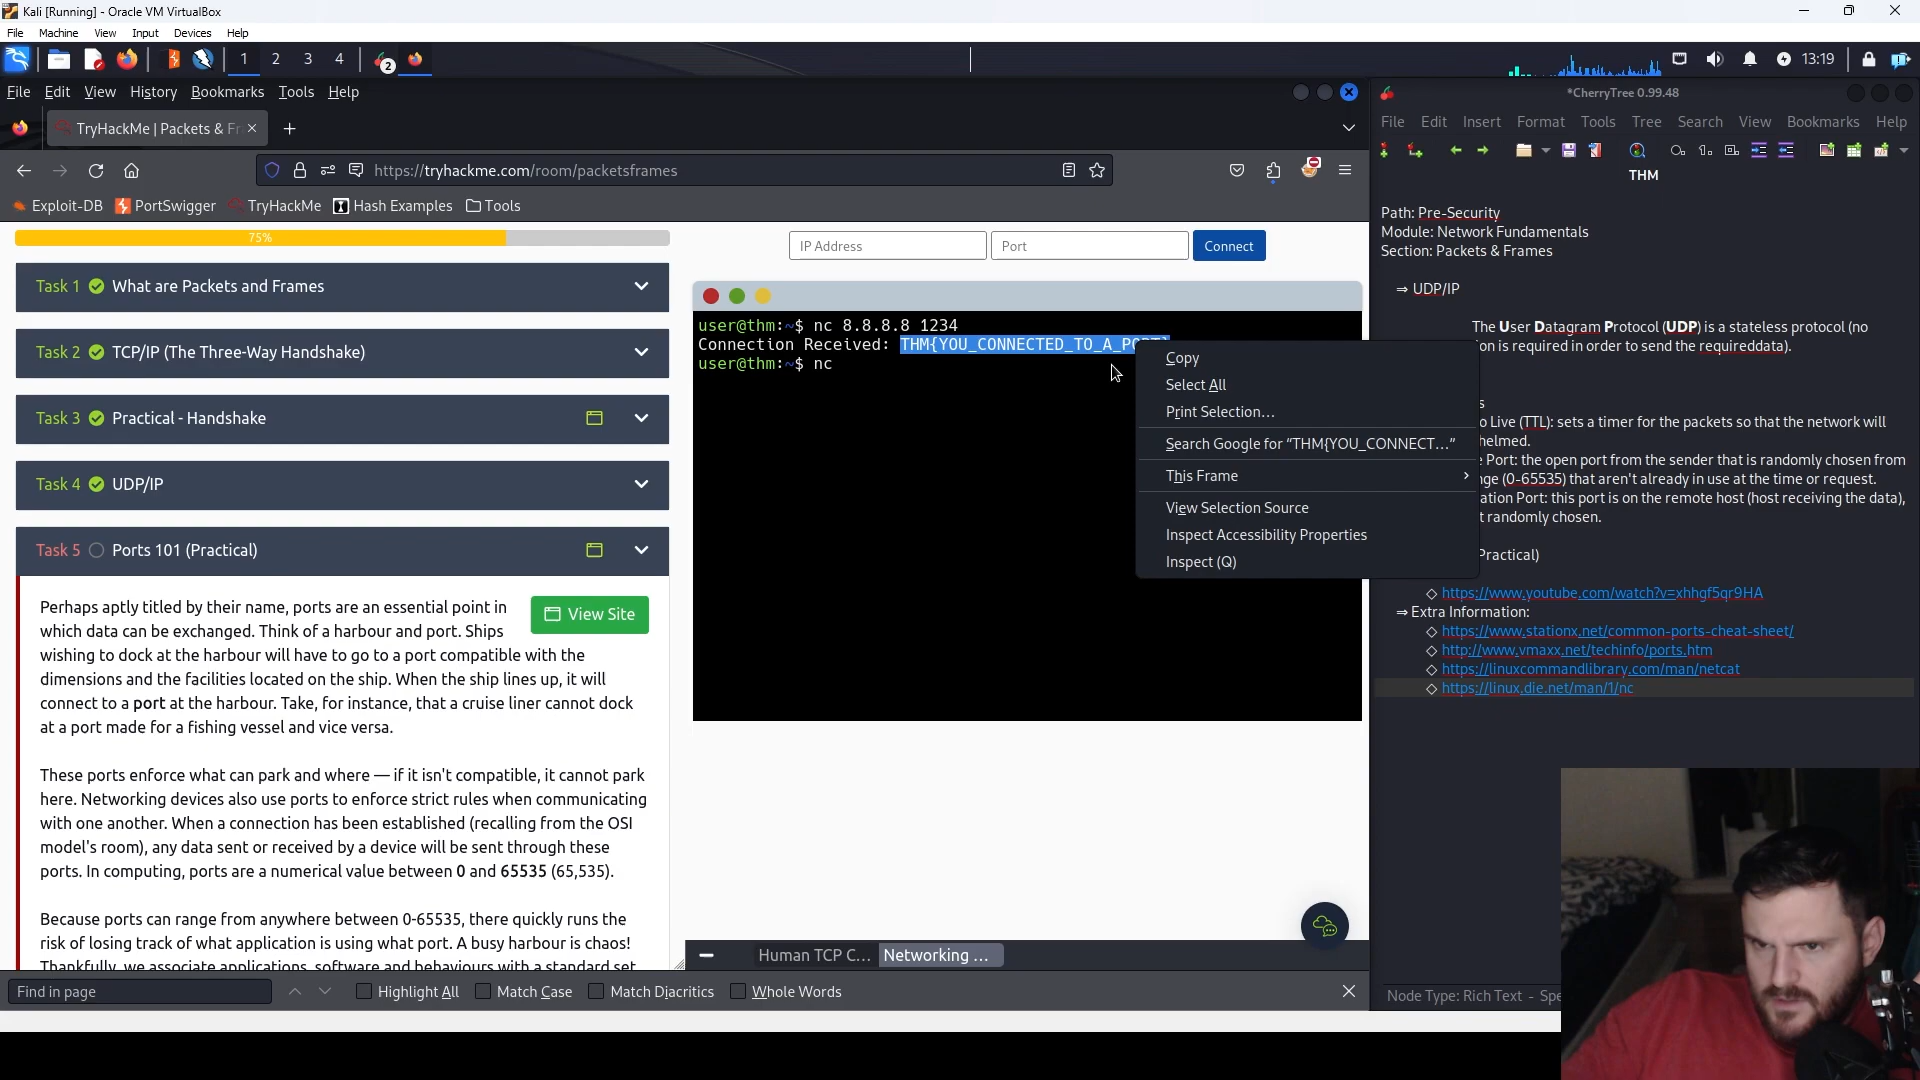 Kali [Running] - Oracle VM VirtualBox
File Machine View Input Devices Help
1 2 3 4 2 13:19
File Edit View History Bookmarks Tools Help
TryHackMe | Packets & Fr
https://tryhackme.com/room/packetsframes
Exploit-DB PortSwigger TryHackMe Hash Examples Tools
75%
Task 1 What are Packets and Frames
Task 2 TCP/IP (The Three-Way Handshake)
Task 3 Practical - Handshake
Task 4 UDP/IP
Task 5 Ports 101 (Practical)
View Site
Perhaps aptly titled by their name, ports are an essential point in
which data can be exchanged. Think of a harbour and port. Ships
wishing to dock at the harbour will have to go to a port compatible with the
dimensions and the facilities located on the ship. When the ship lines up, it will
connect to a port at the harbour. Take, for instance, that a cruise liner cannot dock
at a port made for a fishing vessel and vice versa.
These ports enforce what can park and where — if it isn't compatible, it cannot park
here. Networking devices also use ports to enforce strict rules when communicating
with one another. When a connection has been established (recalling from the OSI
model's room), any data sent or received by a device will be sent through these
ports. In computing, ports are a numerical value between 0 and 65535 (65,535).
Because ports can range from anywhere between 0-65535, there quickly runs the
risk of losing track of what application is using what port. A busy harbour is chaos!
Thankfully, we associate applications, software and behaviours with a standard set
IP Address Port Connect
user@thm:~$ nc 8.8.8.8 1234
Connection Received: THM{YOU_CONNECTED_TO_A_PORT}
user@thm:~$ nc
Copy
Select All
Print Selection…
Search Google for “THM{YOU_CONNECT…”
This Frame
View Selection Source
Inspect Accessibility Properties
Inspect (Q)
Human TCP C... Networking ...
Find in page Highlight All Match Case Match Diacritics Whole Words
*CherryTree 0.99.48
File Edit Insert Format Tools Tree Search View Bookmarks Help
THM
Path: Pre-Security
Module: Network Fundamentals
Section: Packets & Frames
⇒ UDP/IP
The User Datagram Protocol (UDP) is a stateless protocol (no
on is required in order to send the requireddata).
s
o Live (TTL): sets a timer for the packets so that the network will
helmed.
e Port: the open port from the sender that is randomly chosen from
nge (0-65535) that aren't already in use at the time or request.
ation Port: this port is on the remote host (host receiving the data),
t randomly chosen.
Practical)
◇ https://www.youtube.com/watch?v=xhhgf5qr9HA
⇒ Extra Information:
◇ https://www.stationx.net/common-ports-cheat-sheet/
◇ http://www.vmaxx.net/techinfo/ports.htm
◇ https://linuxcommandlibrary.com/man/netcat
◇ https://linux.die.net/man/1/nc
Node Type: Rich Text - Spe